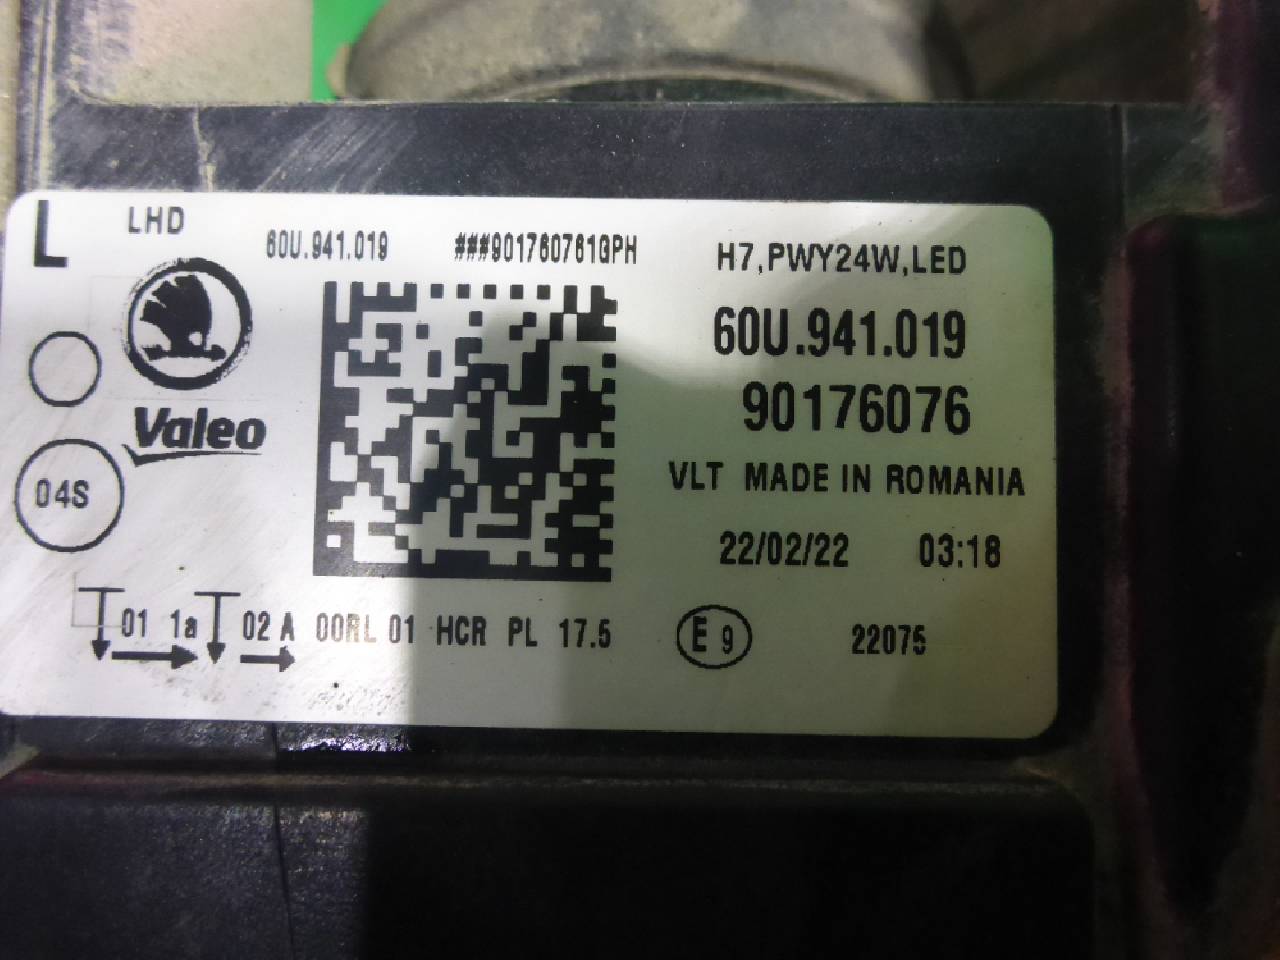 L LHD 60U.941.019 ###901760761GPH H7,PWY24W,LED
60U.941.019
90176076
Valeo
VLT MADE IN ROMANIA
04S
22/02/22 03:18
01 1a 02 A 00RL 01 HCR PL 17.5 E 9 22075